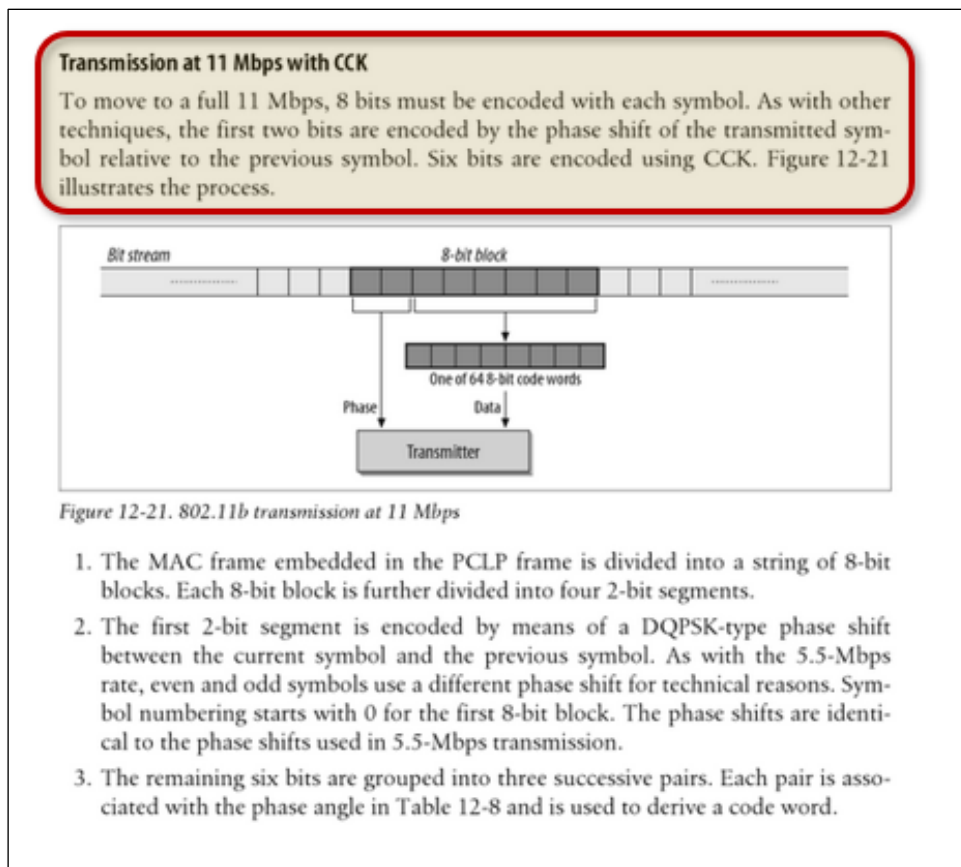 Transmission at 11 Mbps with CCK
To move to a full 11 Mbps, 8 bits must be encoded with each symbol. As with other
techniques, the first two bits are encoded by the phase shift of the transmitted sym-
bol relative to the previous symbol. Six bits are encoded using CCK. Figure 12-21
illustrates the process.
Bit stream
8-bit block
One of 64 8-bit code words
Phase
Data
Transmitter
Figure 12-21. 802.11b transmission at 11 Mbps
1. The MAC frame embedded in the PCLP frame is divided into a string of 8-bit
blocks. Each 8-bit block is further divided into four 2-bit segments.
2. The first 2-bit segment is encoded by means of a DQPSK-type phase shift
between the current symbol and the previous symbol. As with the 5.5-Mbps
rate, even and odd symbols use a different phase shift for technical reasons. Sym-
bol numbering starts with 0 for the first 8-bit block. The phase shifts are identi-
cal to the phase shifts used in 5.5-Mbps transmission.
3. The remaining six bits are grouped into three successive pairs. Each pair is asso-
ciated with the phase angle in Table 12-8 and is used to derive a code word.